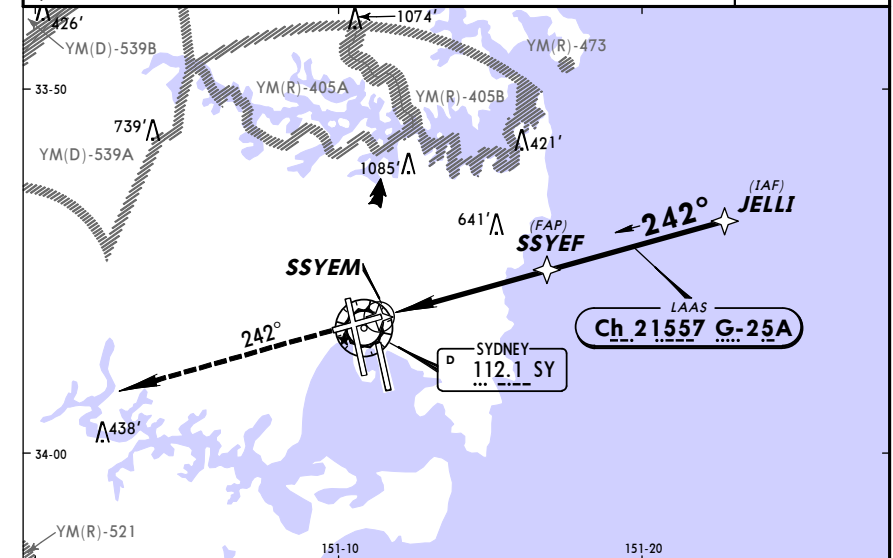 426'
1074'
YM(D)-539B
YM(R)-473
33-50
YM(R)-405A
YM(R)-405B
739'
421'
YM(D)-539A
1085'
(IAF)
JELLI
641'
242°
(FAP)
SSYEF
SSYEM
LAAS
Ch 21557 G-25A
242°
SYDNEY
D 112.1 SY
438'
34-00
YM(R)-521
151-10
151-20